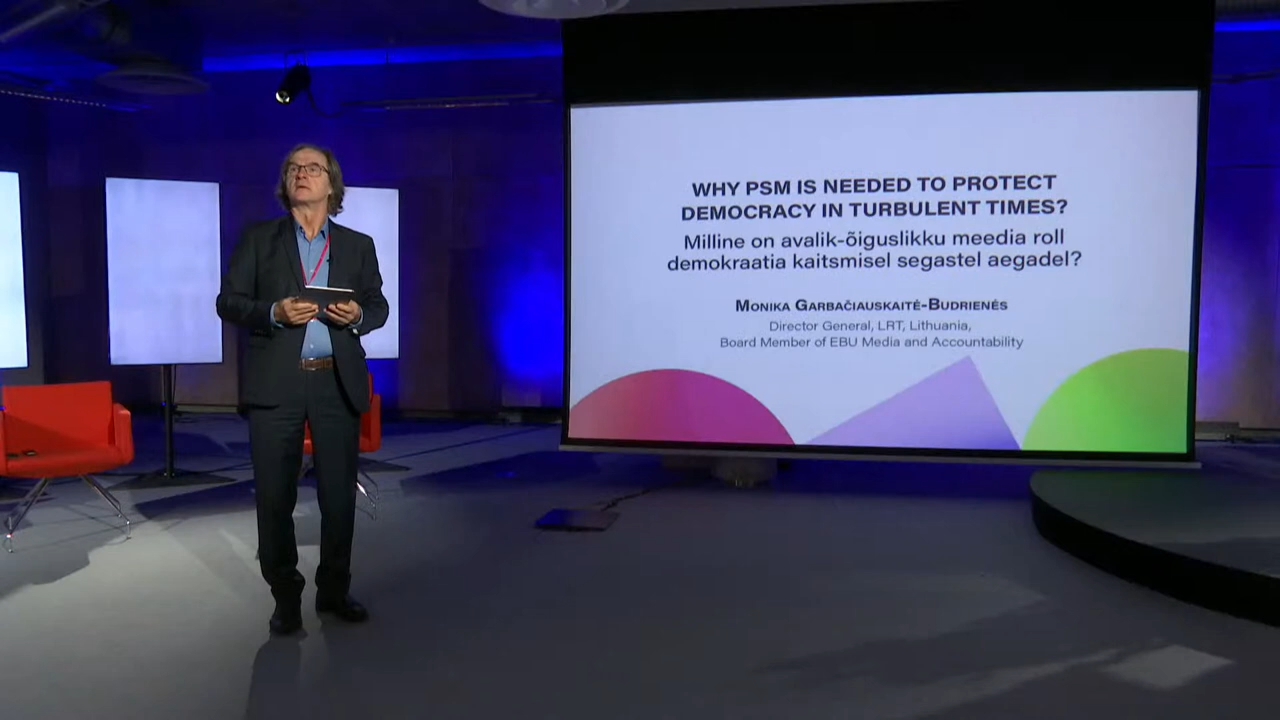 WHY PSM IS NEEDED TO PROTECT
DEMOCRACY IN TURBULENT TIMES?
Milline on avalik-õiguslikku meedia roll
demokraatia kaitsmisel segastel aegadel?
MONIKA GARBAČIAUSKAITĖ-BUDRIENĖS
Director General, LRT, Lithuania,
Board Member of EBU Media and Accountability